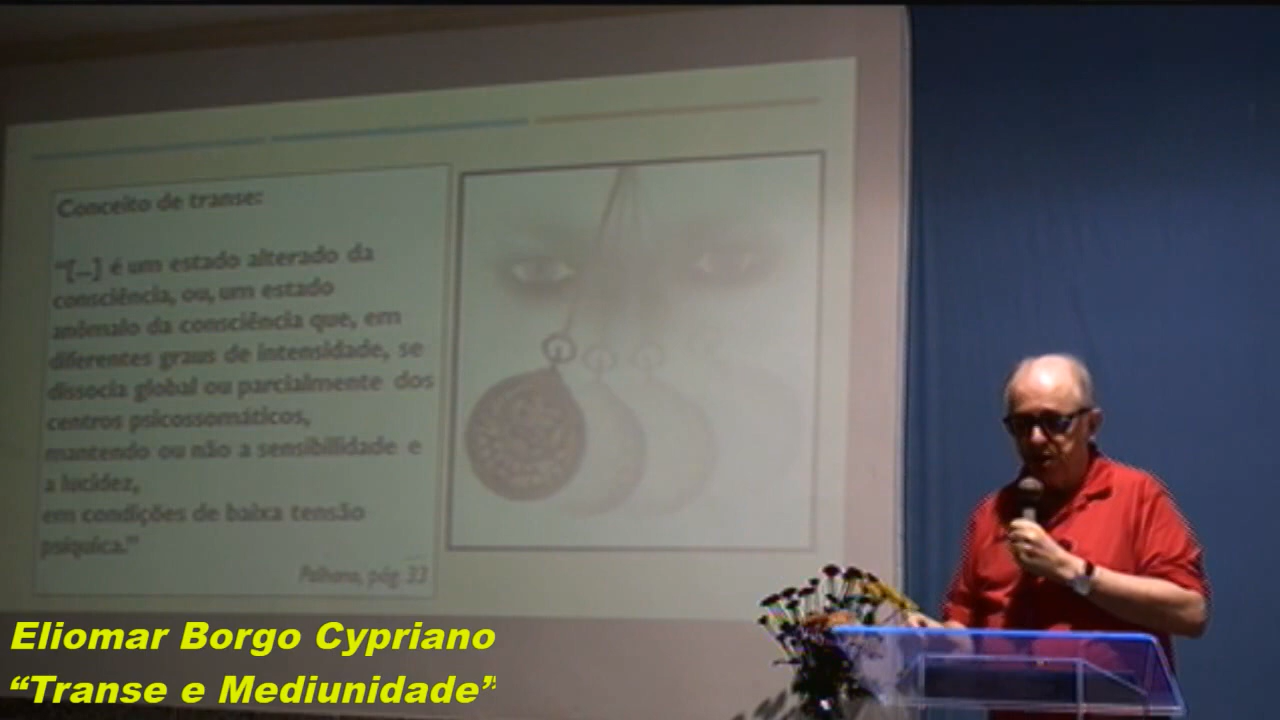 Conceito de transe:
"[...] é um estado alterado da
consciência, ou, um estado
anômalo da consciência que, em
diferentes graus de intensidade, se
dissocia global ou parcialmente dos
centros psicossomáticos,
mantendo ou não a sensibilidade e
a lucidez,
em condições de baixa tensão
psíquica."
Palhano, pág. 33
Eliomar Borgo Cypriano
“Transe e Mediunidade”